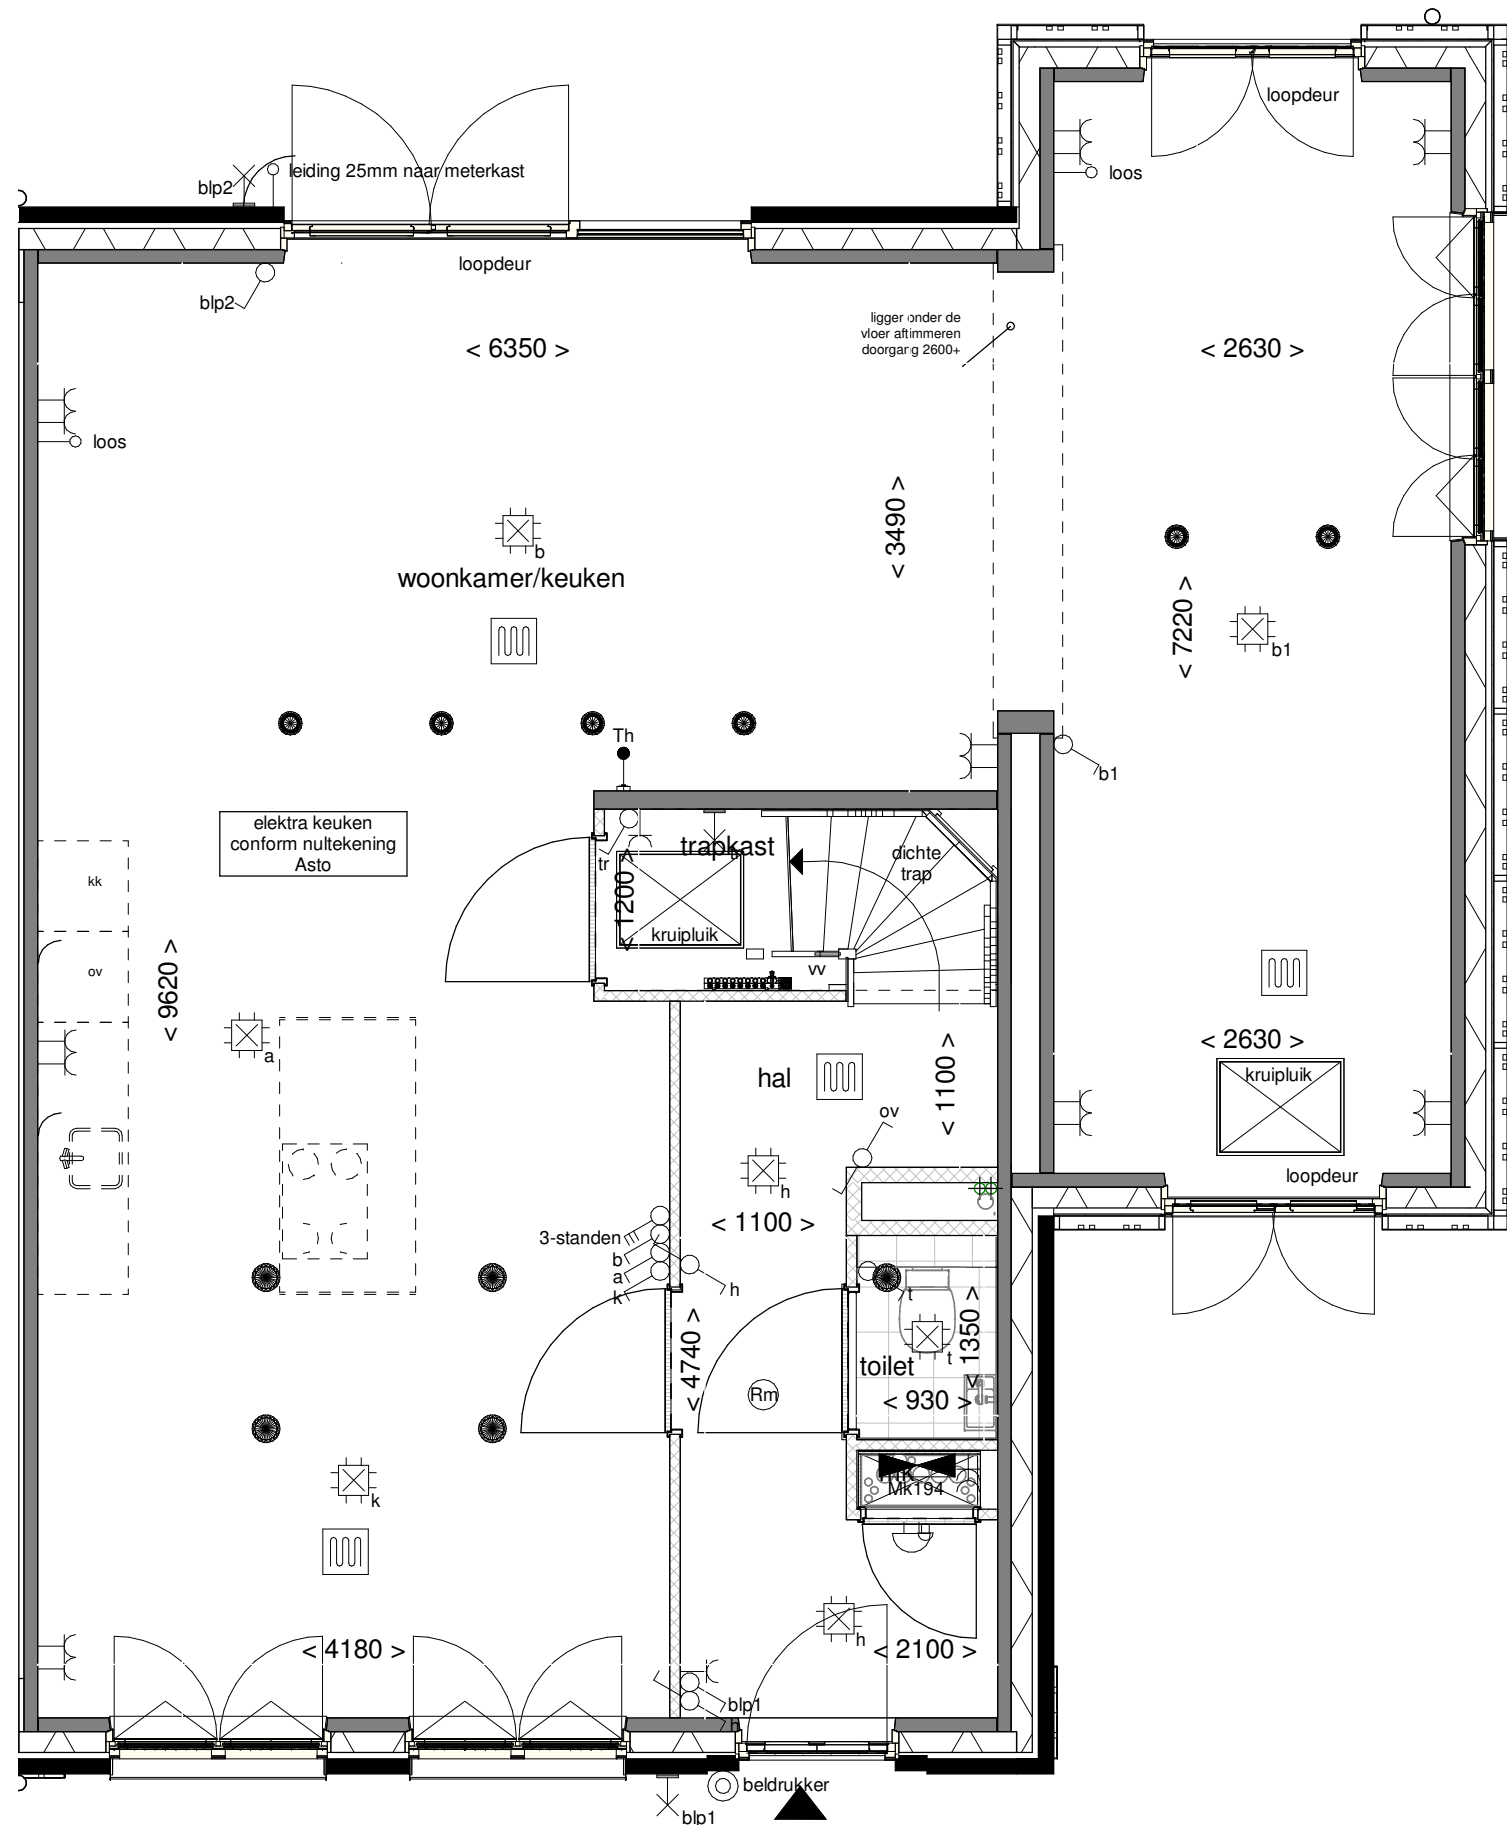 loopdeur
leiding 25mm naar meterkast
blp2
loos
loopdeur
blp2
ligger onder de
vloer aftimmeren
doorgang 2600+
< 6350 >
< 2630 >
loos
< 3490 >
b
woonkamer/keuken
< 7220 >
b1
Th
b1
elektra keuken
conform nultekening
Asto
trapkast
tr
dichte
trap
kk
< 1200 >
kruipluik
ov
vv
< 9620 >
a
< 2630 >
kruipluik
hal
< 1100 >
ov
loopdeur
h
< 1100 >
3-standen
b
a
k
h
t
< 4740 >
< 1350 >
t
toilet
Rm
< 930 >
MK
Mk194
k
h
< 4180 >
< 2100 >
blp1
h
beldrukker
blp1